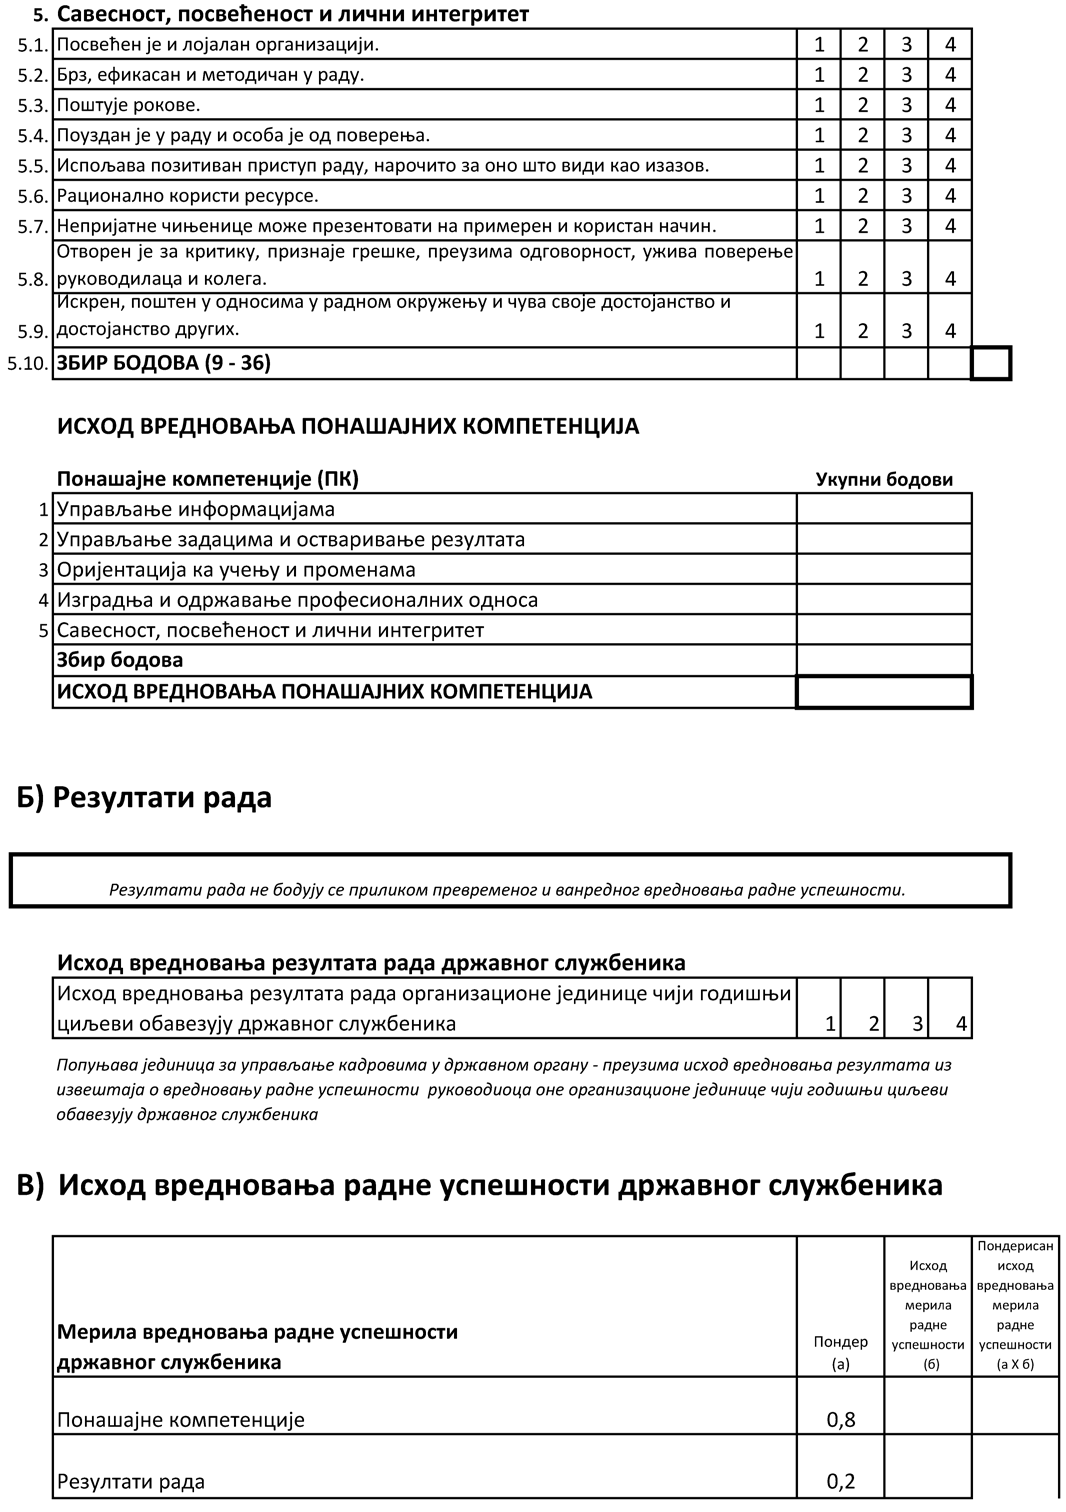 5. Савесност, посвећеност и лични интегритет
5.1. Посвећен је и лојалан организацији. 1 2 3 4
5.2. Брз, ефикасан и методичан у раду. 1 2 3 4
5.3. Поштује рокове. 1 2 3 4
5.4. Поуздан је у раду и особа је од поверења. 1 2 3 4
5.5. Испољава позитиван приступ раду, нарочито за оно што види као изазов. 1 2 3 4
5.6. Рационално користи ресурсе. 1 2 3 4
5.7. Непријатне чињенице може презентовати на примерен и користан начин. 1 2 3 4
Отворен је за критику, признаје грешке, преузима одговорност, ужива поверење
5.8. руководилаца и колега. 1 2 3 4
Искрен, поштен у односима у радном окружењу и чува своје достојанство и
5.9. достојанство других. 1 2 3 4
5.10. ЗБИР БОДОВА (9 - 36)
ИСХОД ВРЕДНОВАЊА ПОНАШАЈНИХ КОМПЕТЕНЦИЈА
Понашајне компетенције (ПК) Укупни бодови
1 Управљање информацијама
2 Управљање задацима и остваривање резултата
3 Оријентација ка учењу и променама
4 Изградња и одржавање професионалних односа
5 Савесност, посвећеност и лични интегритет
Збир бодова
ИСХОД ВРЕДНОВАЊА ПОНАШАЈНИХ КОМПЕТЕНЦИЈА
Б) Резултати рада
Резултати рада не бодују се приликом превременог и ванредног вредновања радне успешности.
Исход вредновања резултата рада државног службеника
Исход вредновања резултата рада организационе јединице чији годишњи
циљеви обавезују државног службеника 1 2 3 4
Попуњава јединица за управљање кадровима у државном органу - преузима исход вредновања резултата из
извештаја о вредновању радне успешности руководиоца оне организационе јединице чији годишњи циљеви
обавезују државног службеника
В) Исход вредновања радне успешности државног службеника
Мерила вредновања радне успешности
државног службеника
Пондер
(а)
Исход
вредновања
мерила
радне
успешности
(б)
Пондерисан
исход
вредновања
мерила
радне
успешности
(а X б)
Понашајне компетенције 0,8
Резултати рада 0,2